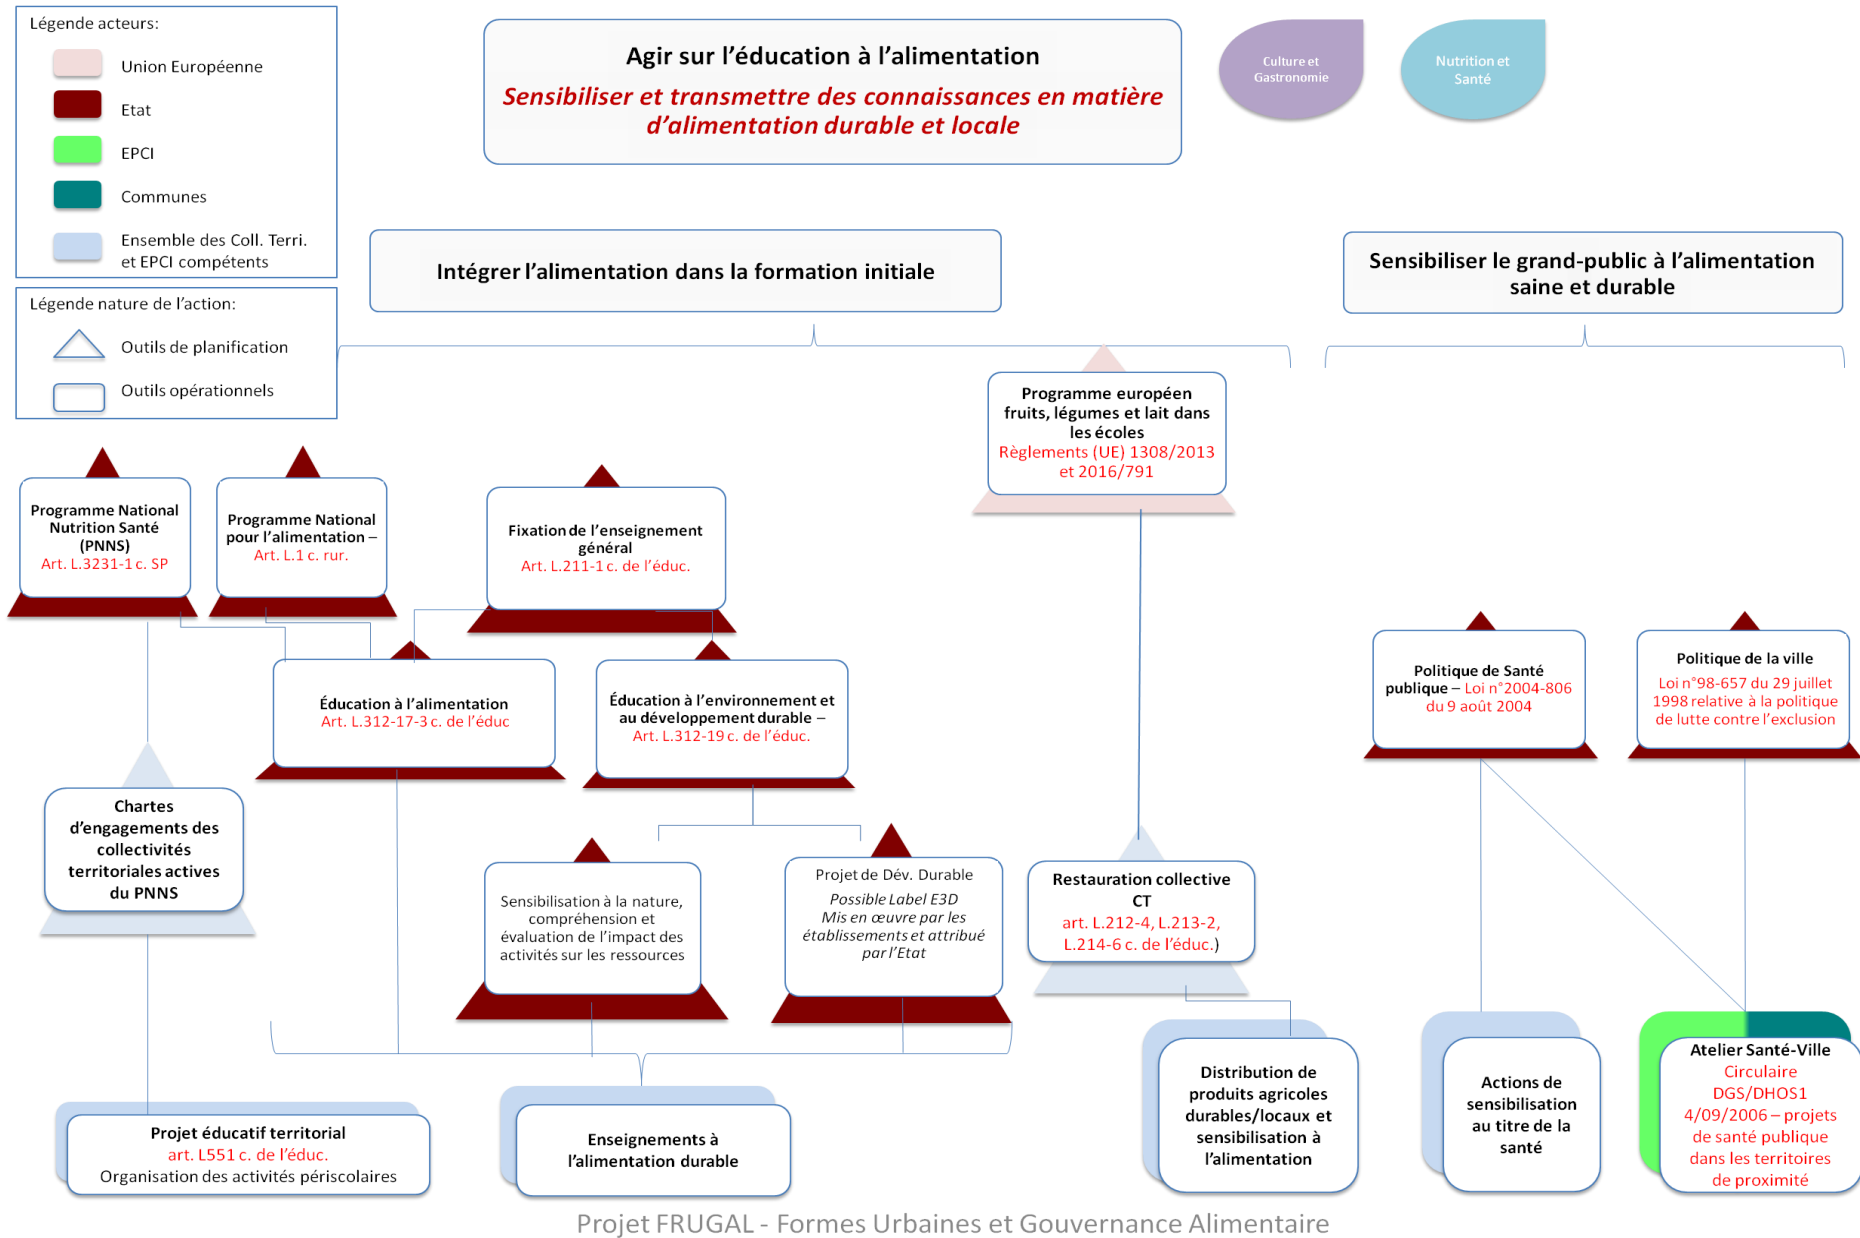 Légende acteurs:
Union Européenne
Etat
EPCI
Communes
Ensemble des Coll. Terri.
et EPCI compétents
Légende nature de l'action:
Outils de planification
Outils opérationnels
Agir sur l'éducation à l'alimentation
Sensibiliser et transmettre des connaissances en matière
d'alimentation durable et locale
Culture et
Gastronomie
Nutrition et
Santé
Intégrer l'alimentation dans la formation initiale
Sensibiliser le grand-public à l'alimentation
saine et durable
Programme européen
fruits, légumes et lait dans
les écoles
Règlements (UE) 1308/2013
et 2016/791
Programme National
Nutrition Santé
(PNNS)
Art. L.3231-1 c. SP
Programme National
pour l'alimentation –
Art. L.1 c. rur.
Fixation de l'enseignement
général
Art. L.211-1 c. de l'éduc.
Éducation à l'alimentation
Art. L.312-17-3 c. de l'éduc
Éducation à l'environnement et
au développement durable –
Art. L.312-19 c. de l'éduc.
Politique de Santé
publique – Loi n°2004-806
du 9 août 2004
Politique de la ville
Loi n°98-657 du 29 juillet
1998 relative à la politique
de lutte contre l'exclusion
Chartes
d'engagements des
collectivités
territoriales actives
du PNNS
Sensibilisation à la nature,
compréhension et
évaluation de l'impact des
activités sur les ressources
Projet de Dév. Durable
Possible Label E3D
Mis en œuvre par les
établissements et attribué
par l'Etat
Restauration collective
CT
art. L.212-4, L.213-2,
L.214-6 c. de l'éduc.)
Projet éducatif territorial
art. L551 c. de l'éduc.
Organisation des activités périscolaires
Enseignements à
l'alimentation durable
Distribution de
produits agricoles
durables/locaux et
sensibilisation à
l'alimentation
Actions de
sensibilisation
au titre de la
santé
Atelier Santé-Ville
Circulaire
DGS/DHOS1
4/09/2006 – projets
de santé publique
dans les territoires
de proximité
Projet FRUGAL - Formes Urbaines et Gouvernance Alimentaire